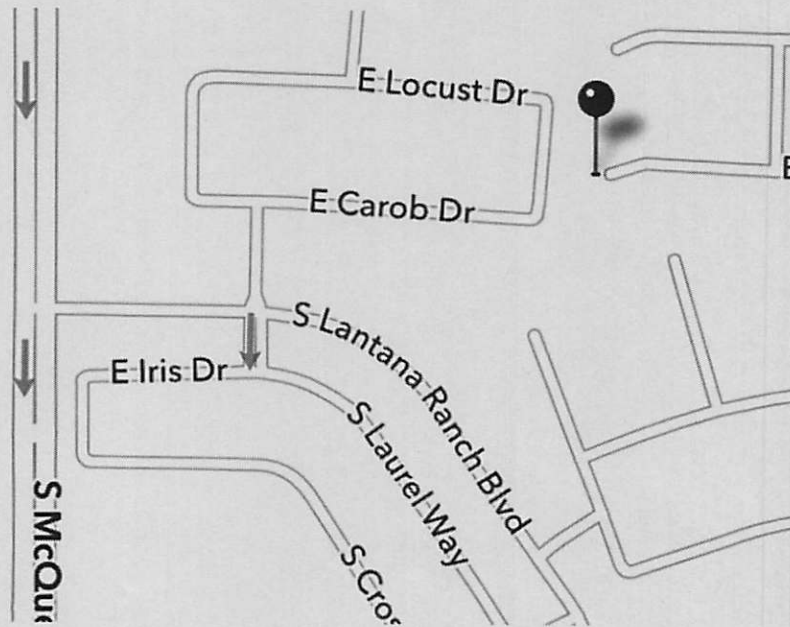 E Locust Dr
E Carob Dr
S Lantana Ranch Blvd
E Iris Dr
S Laurel Way